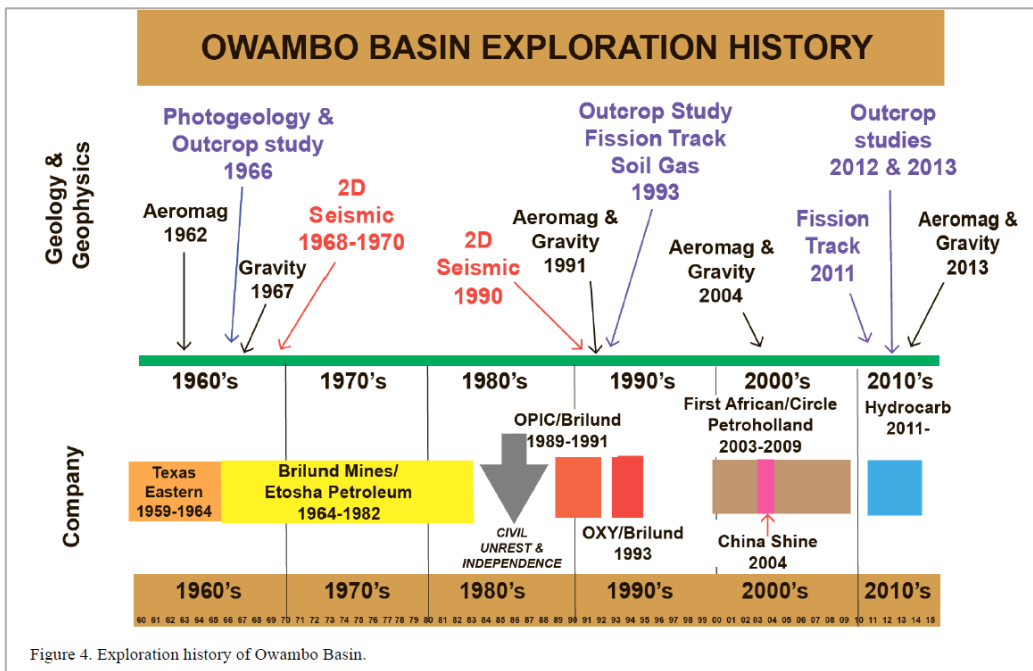 OWAMBO BASIN EXPLORATION HISTORY
Geology &
Geophysics
Photogeology &
Outcrop study
1966
Aeromag
1962
Gravity
1967
2D
Seismic
1968-1970
2D
Seismic
1990
Aeromag &
Gravity
1991
Outcrop Study
Fission Track
Soil Gas
1993
Aeromag &
Gravity
2004
Fission
Track
2011
Outcrop
studies
2012 & 2013
Aeromag &
Gravity
2013
1960's 1970's 1980's 1990's 2000's 2010's
Company
Texas
Eastern
1959-1964
Brilund Mines/
Etosha Petroleum
1964-1982
CIVIL
UNREST &
INDEPENDENCE
OPIC/Brilund
1989-1991
OXY/Brilund
1993
First African/Circle
Petroholland
2003-2009
China Shine
2004
Hydrocarb
2011-
1960's 1970's 1980's 1990's 2000's 2010's
60 61 62 63 64 65 66 67 68 69 70 71 72 73 74 75 76 77 78 79 80 81 82 83 84 85 86 87 88 89 90 91 92 93 94 95 96 97 98 99 00 01 02 03 04 05 06 07 08 09 10 11 12 13 14 15
Figure 4. Exploration history of Owambo Basin.